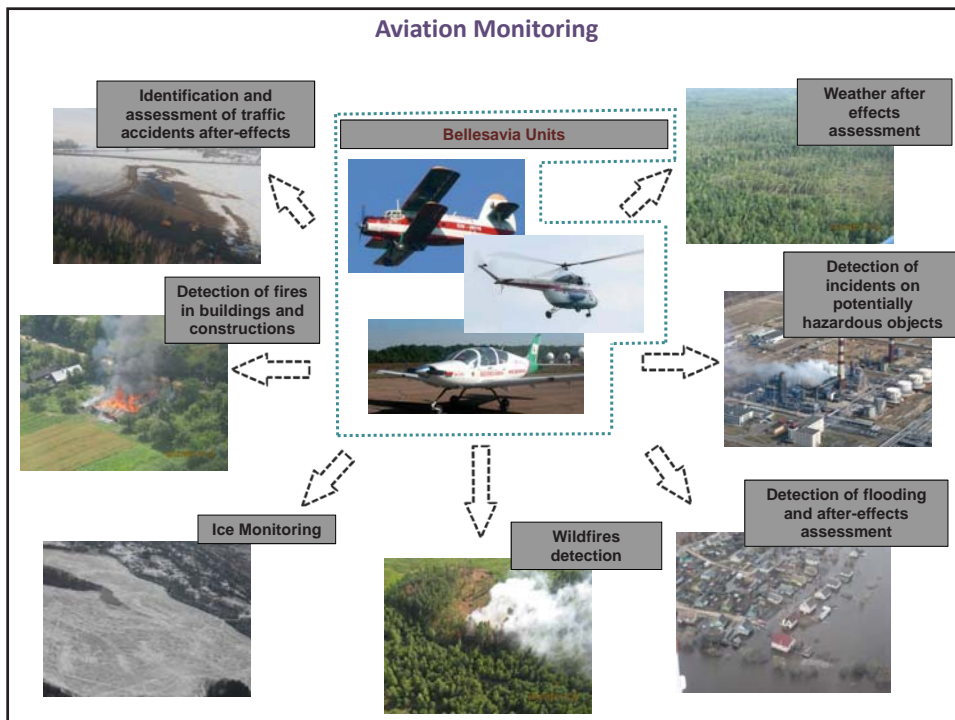 Aviation Monitoring
Identification and
assessment of traffic
accidents after-effects
Bellesavia Units
Weather after
effects
assessment
Detection of fires
in buildings and
constructions
Detection of
incidents on
potentially
hazardous objects
Ice Monitoring
Wildfires
detection
Detection of flooding
and after-effects
assessment